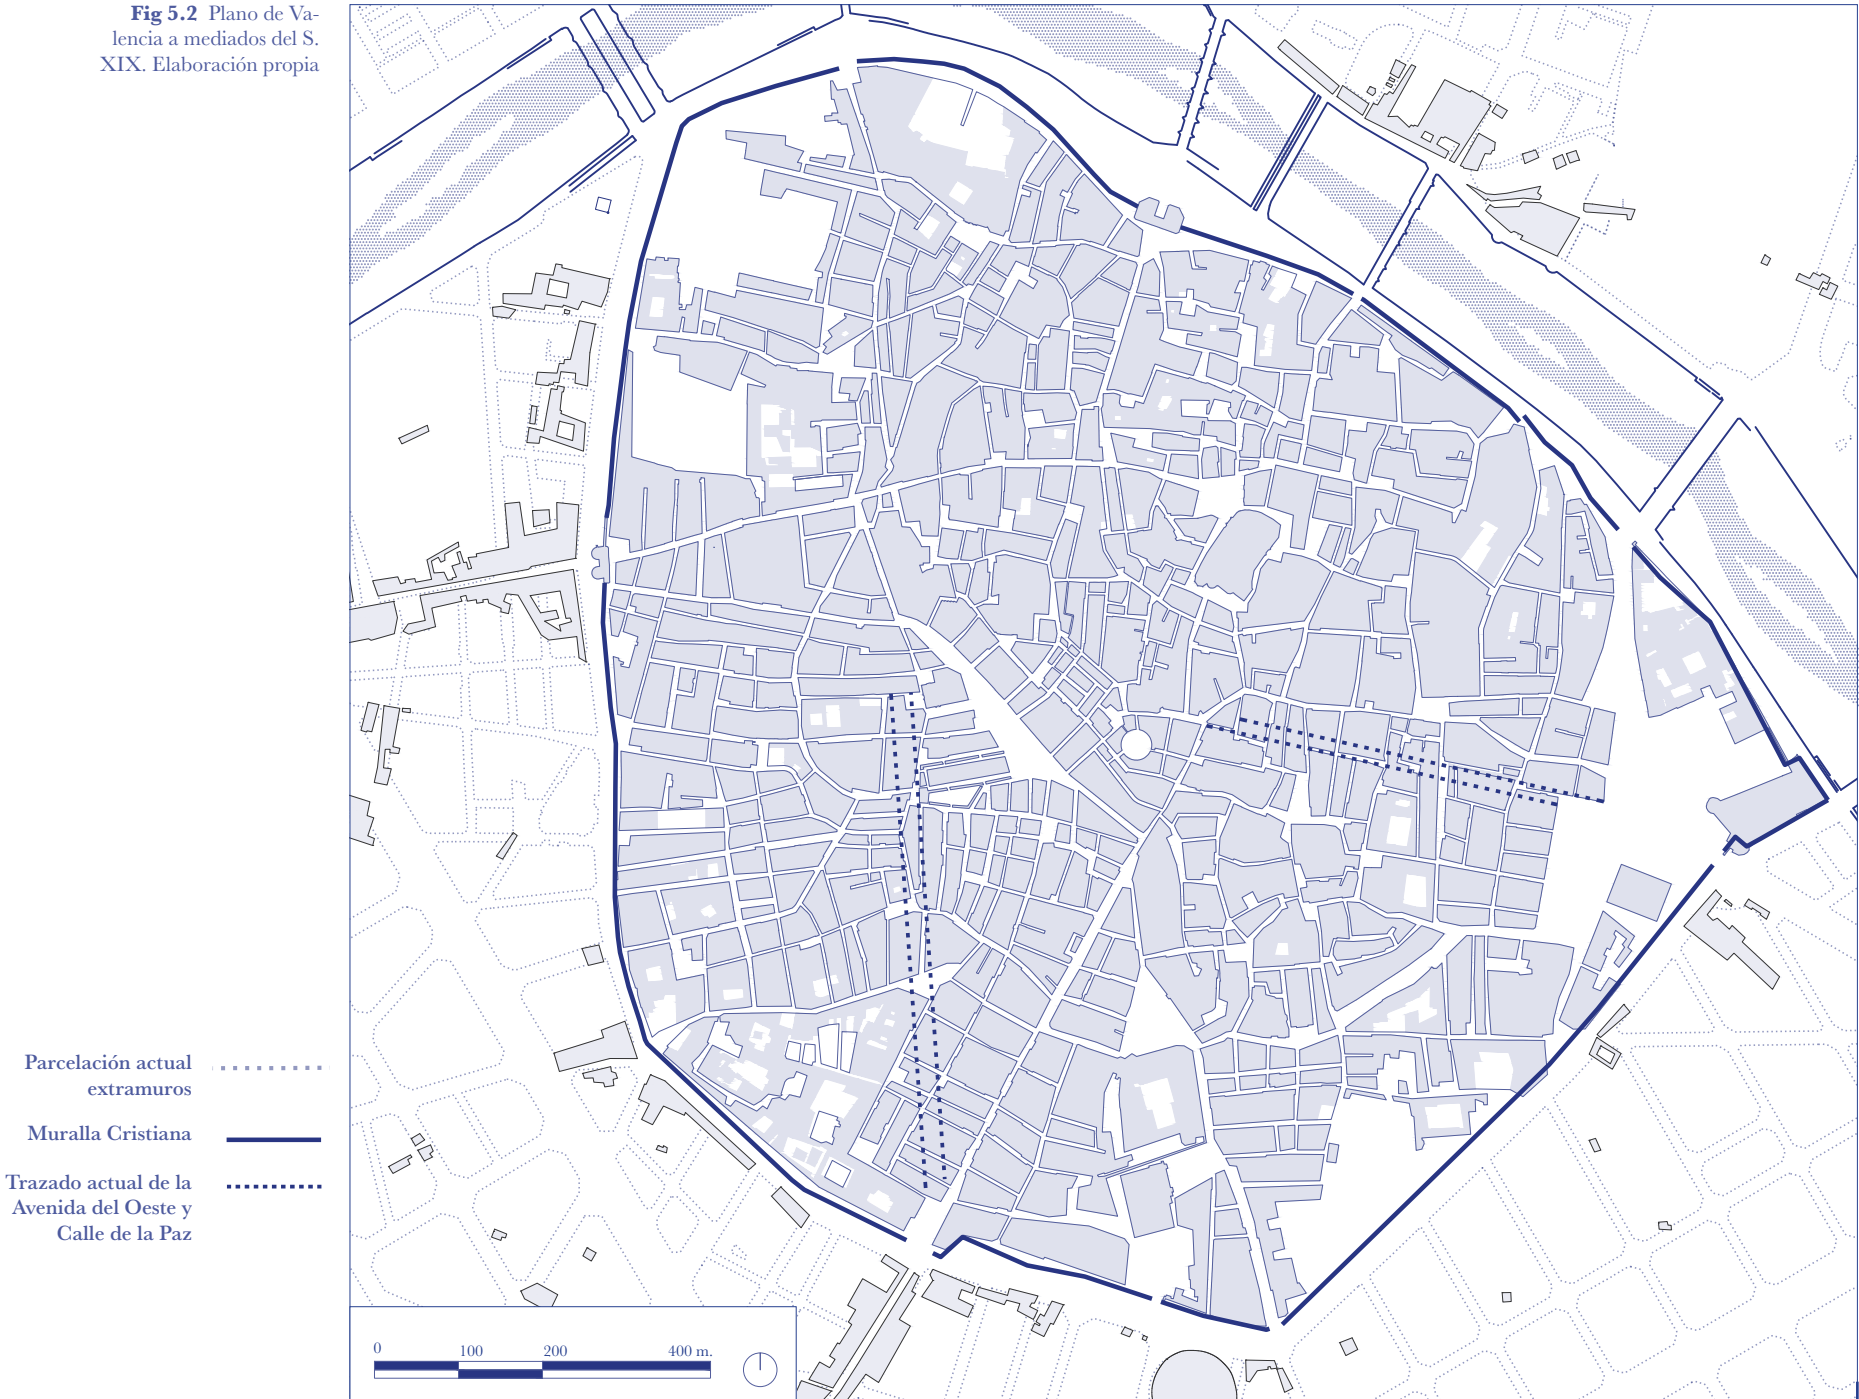 Fig 5.2 Plano de Va-
lencia a mediados del S.
XIX. Elaboración propia
Parcelación actual
extramuros
Muralla Cristiana
Trazado actual de la
Avenida del Oeste y
Calle de la Paz
0 100 200 400 m.